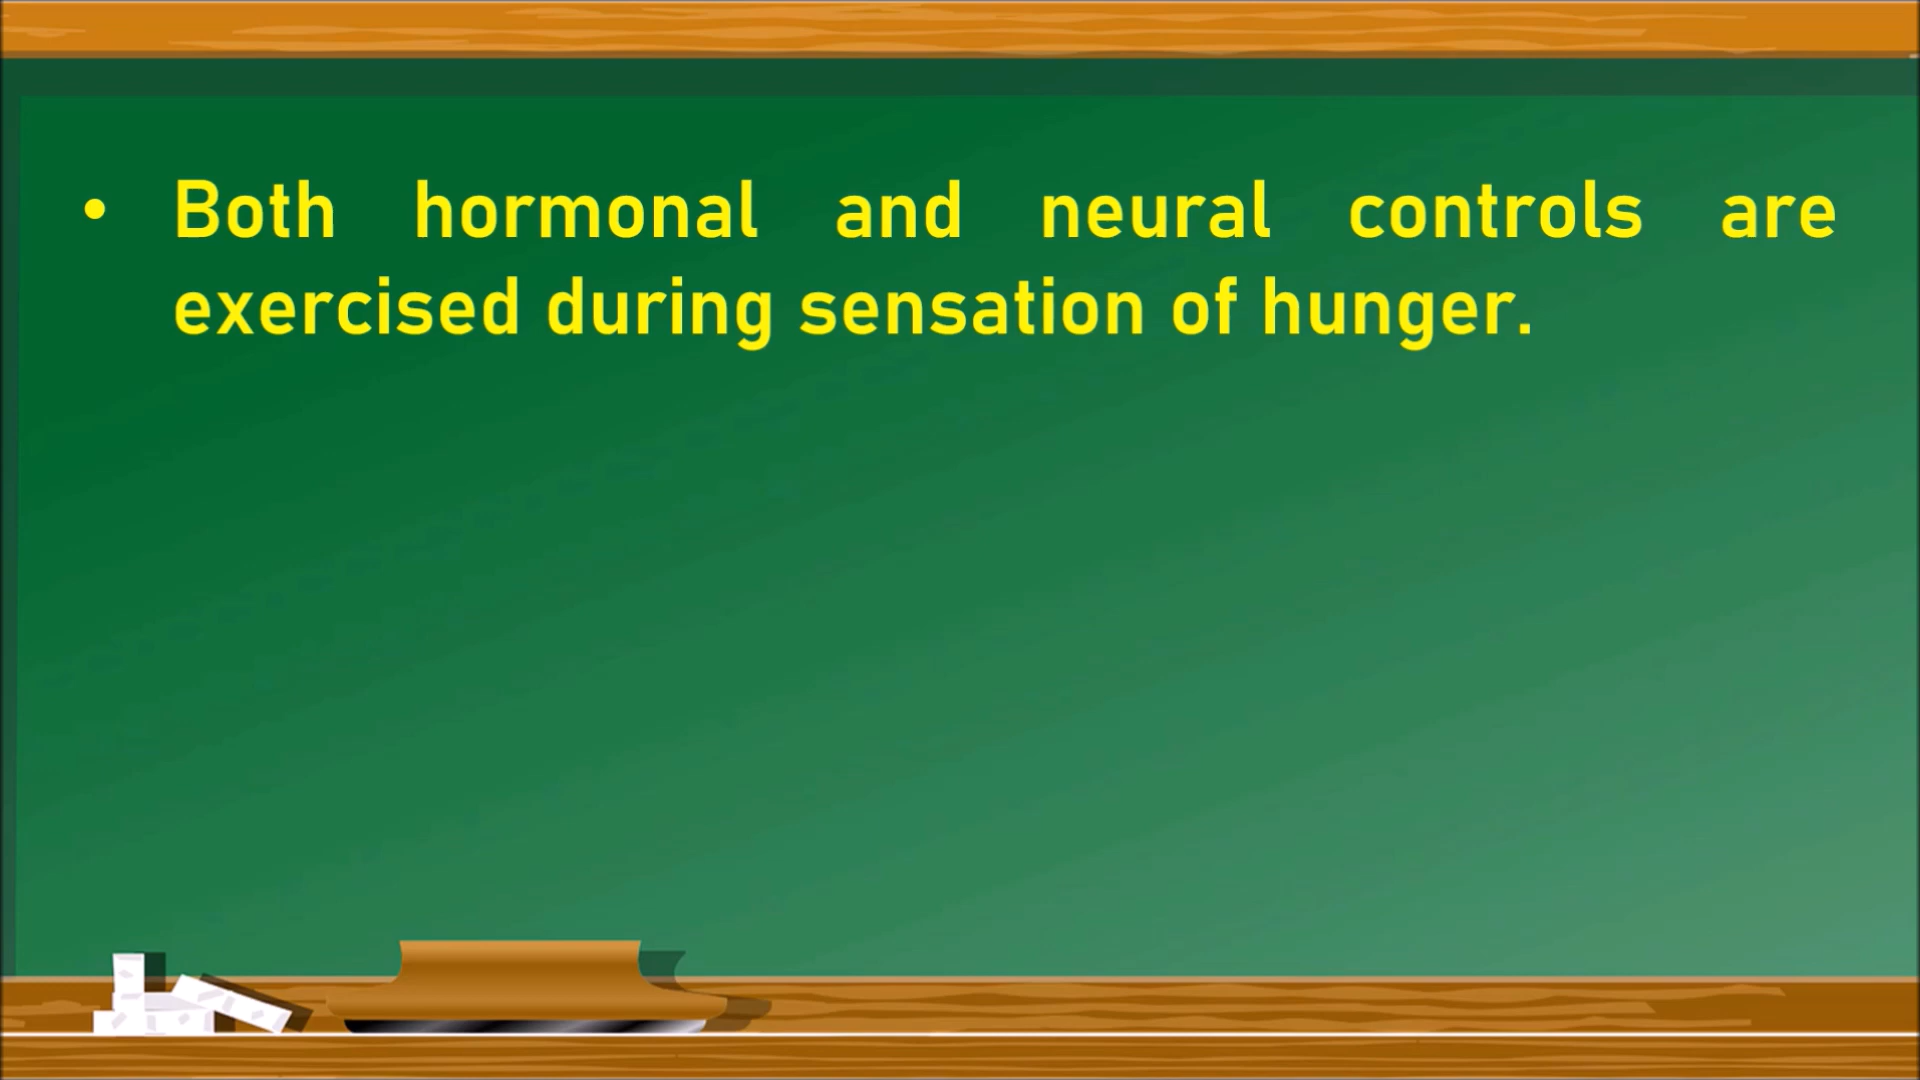 • Both hormonal and neural controls are
exercised during sensation of hunger.